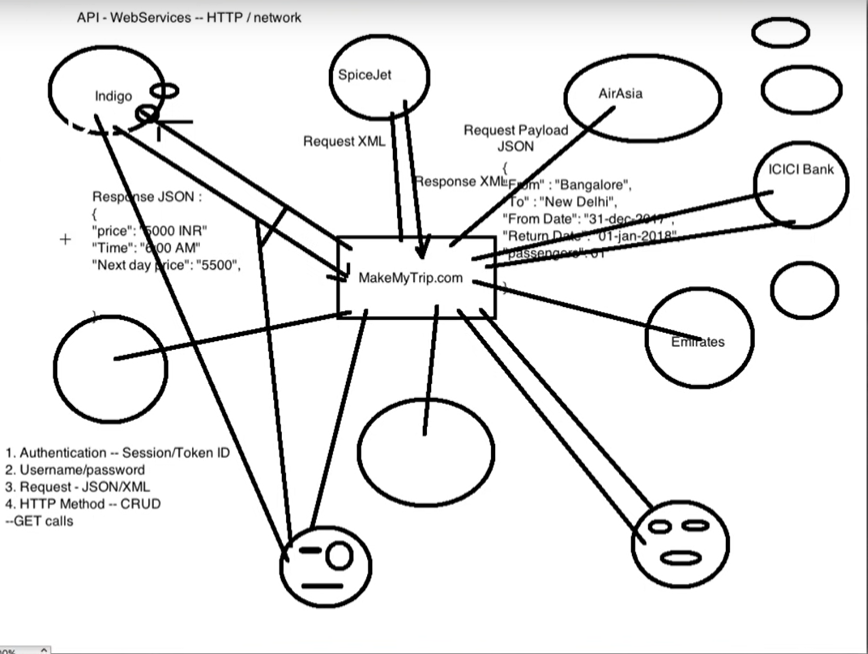 API - WebServices -- HTTP / network
Indigo
SpiceJet
AirAsia
ICICI Bank
Request XML
Response XML
Request Payload
JSON
{
"From" : "Bangalore",
"To" : "New Delhi",
"From Date": "31-dec-2017",
"Return Date": "01-jan-2018"
"passengers": 01
}
Response JSON :
{
"price": "5000 INR"
"Time": "6:00 AM"
"Next day price": "5500",
}
MakeMyTrip.com
Emirates
1. Authentication -- Session/Token ID
2. Username/password
3. Request - JSON/XML
4. HTTP Method -- CRUD
--GET calls